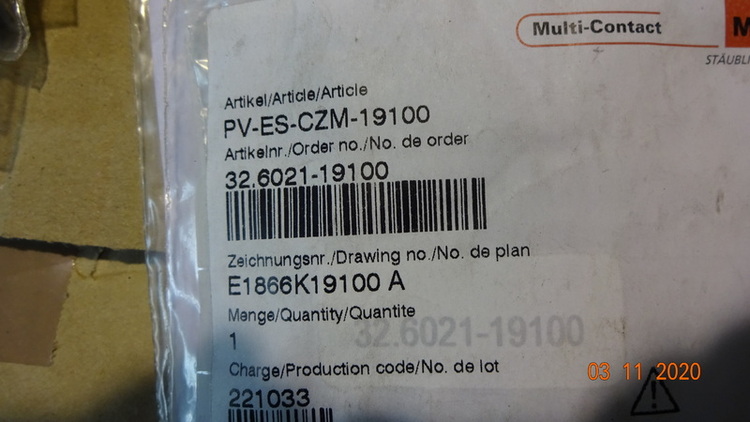 Multi-Contact
M
STÄUBLI
Artikel/Article/Article
PV-ES-CZM-19100
Artikelnr./Order no./No. de order
32.6021-19100
Zeichnungsnr./Drawing no./No. de plan
E1866K19100 A
Menge/Quantity/Quantite
1
32.6021-19100
Charge/Production code/No. de lot
221033
03 11 2020